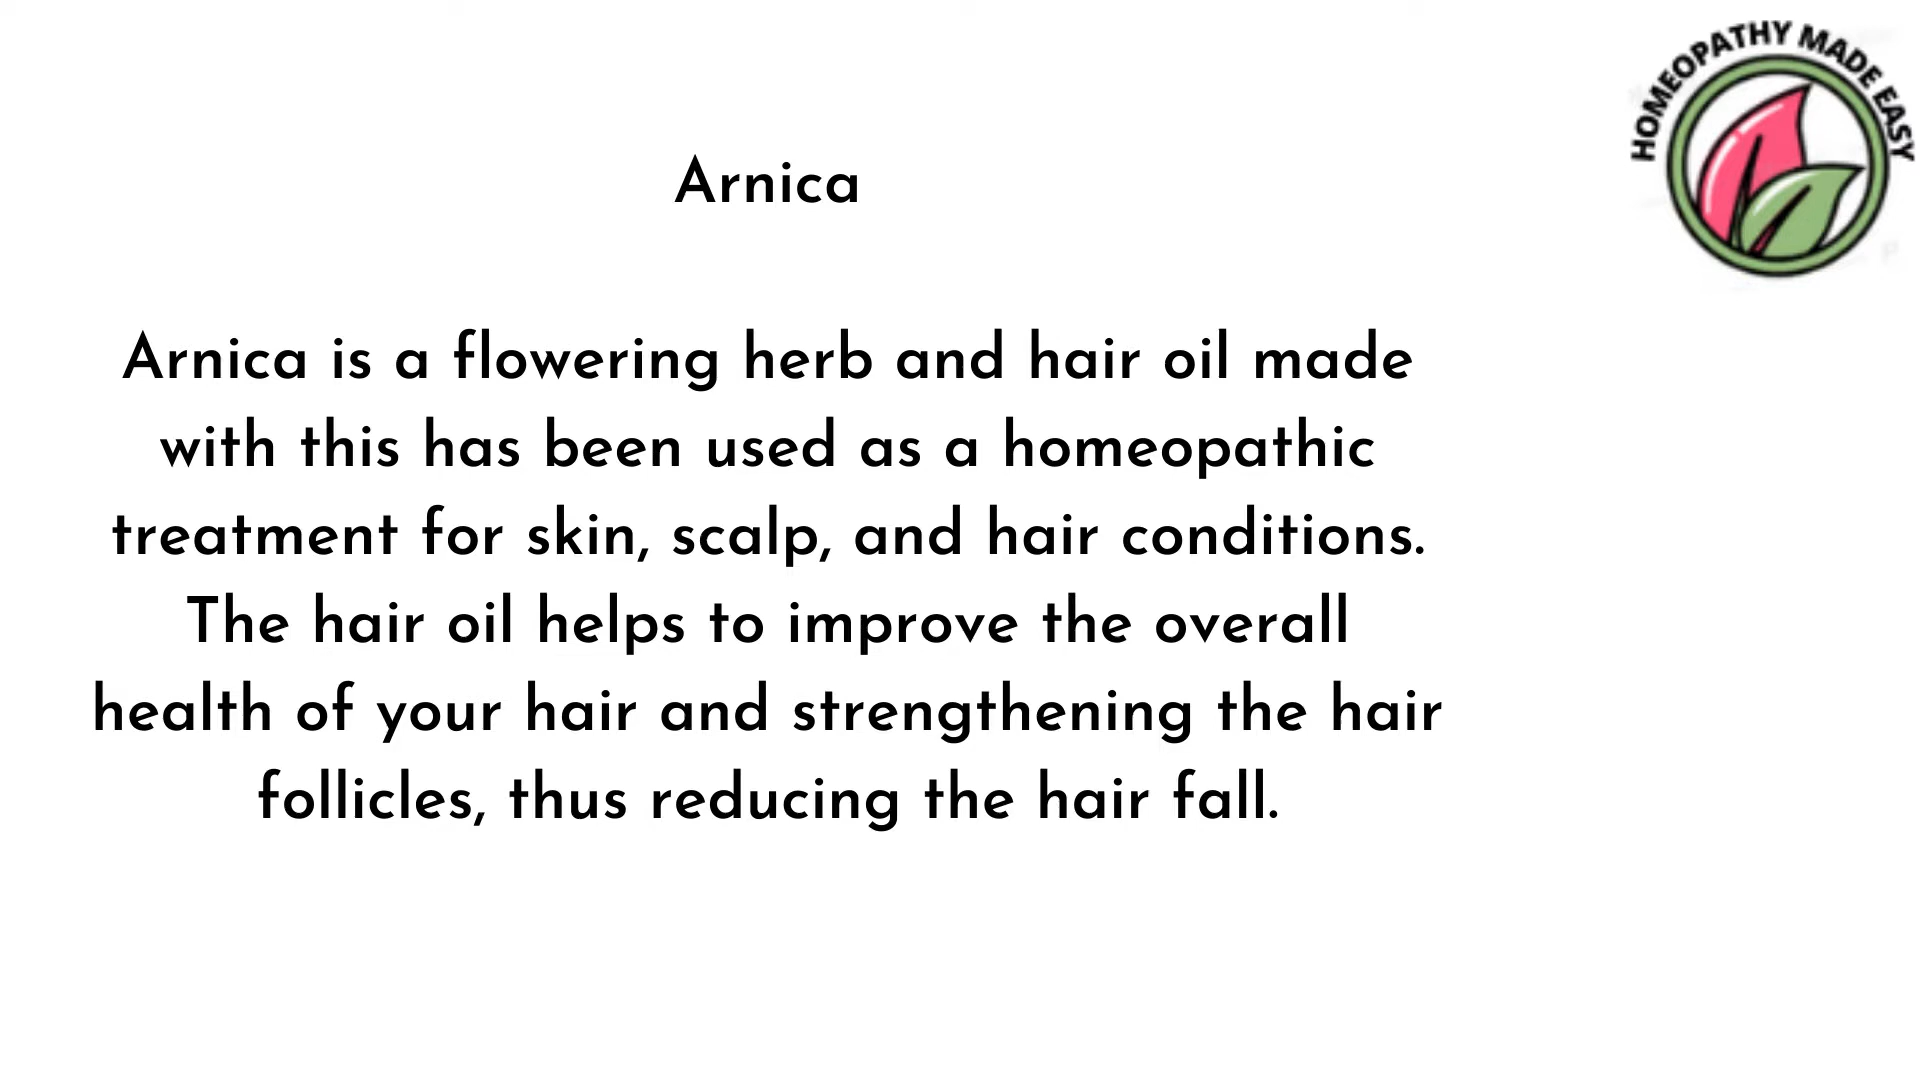 HOMEOPATHY MADE EASY
Arnica
Arnica is a flowering herb and hair oil made
with this has been used as a homeopathic
treatment for skin, scalp, and hair conditions.
The hair oil helps to improve the overall
health of your hair and strengthening the hair
follicles, thus reducing the hair fall.